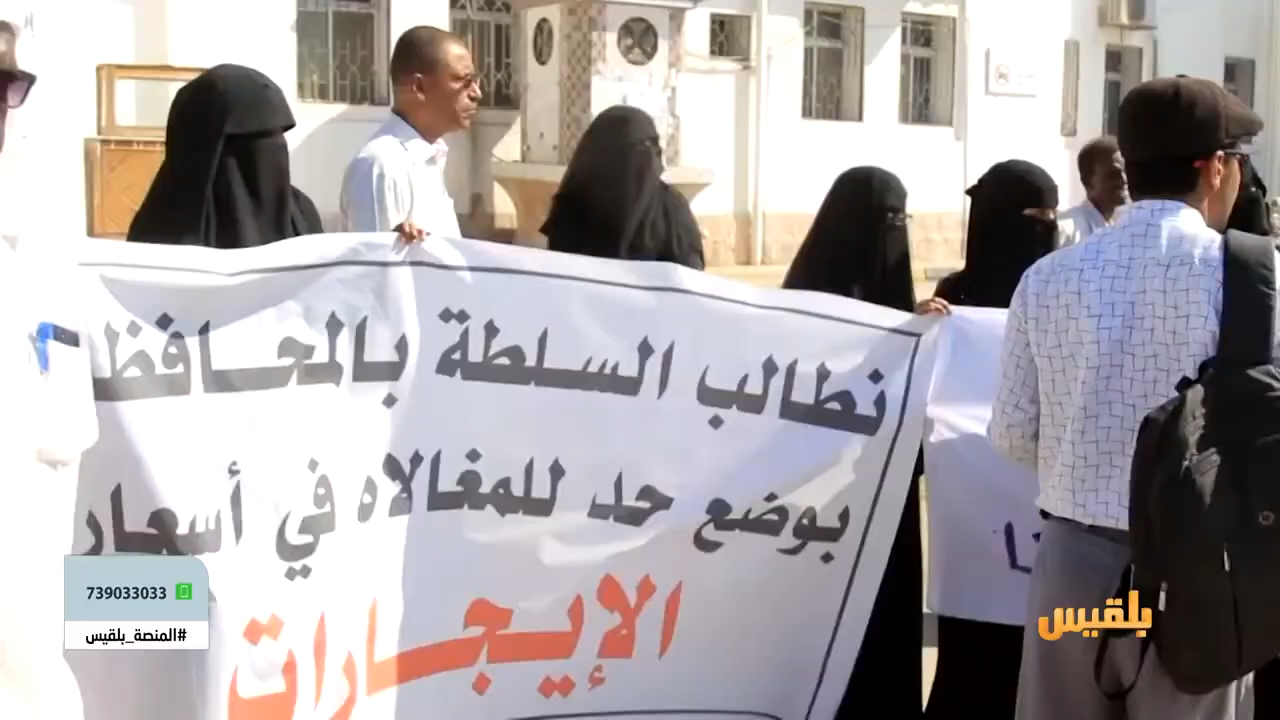 نطالب السلطة بالمحافظ
بوضع حد للمغالاه في أسعار
الإيجارات
739033033
#المنصة_بلقيس
بلقيس